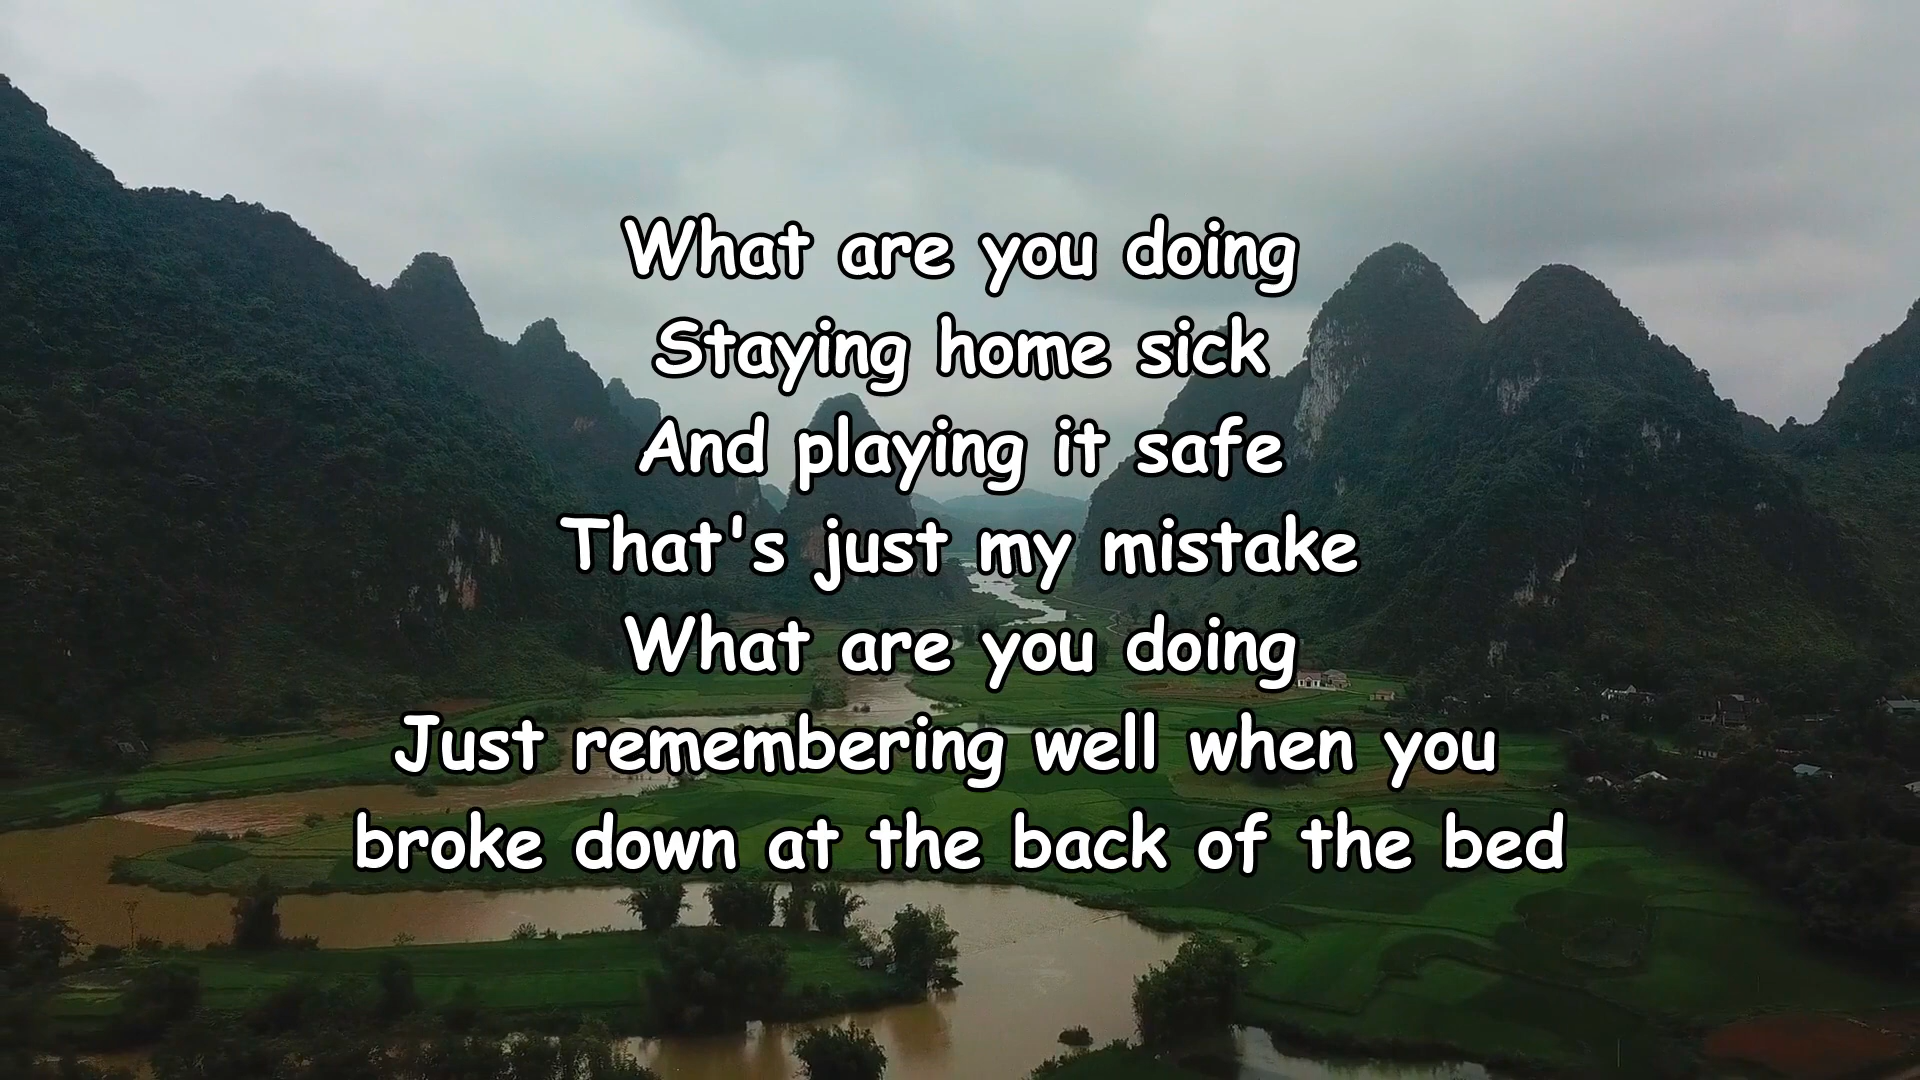 What are you doing
Staying home sick
And playing it safe
That's just my mistake
What are you doing
Just remembering well when you
broke down at the back of the bed